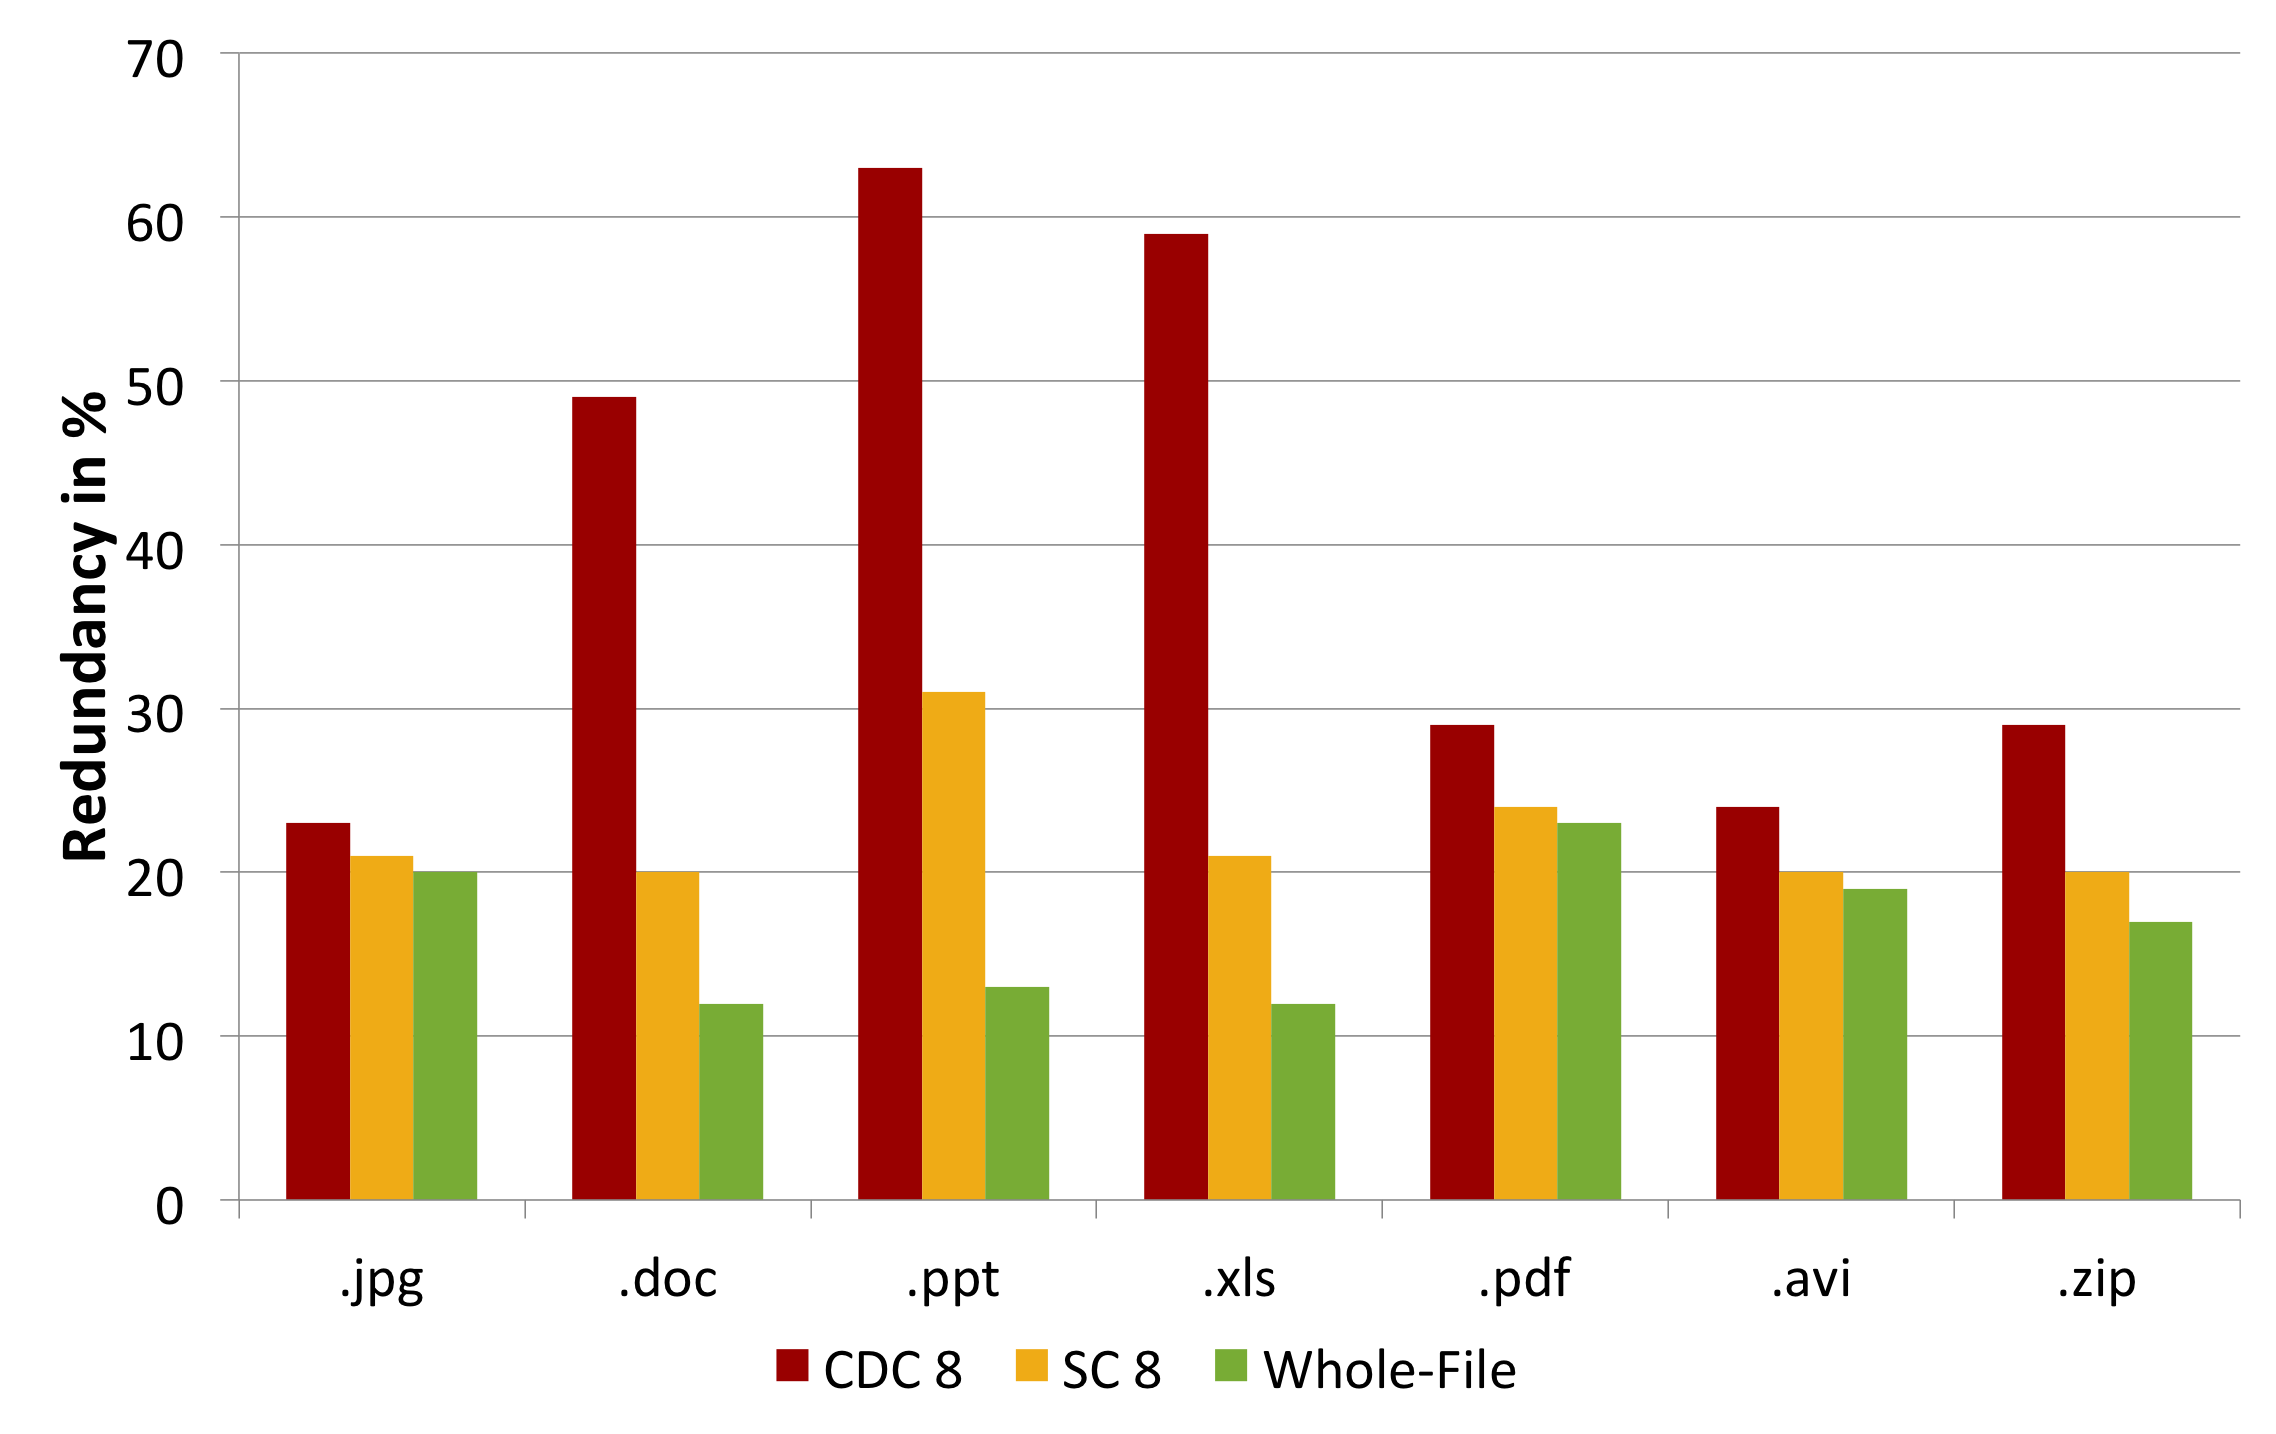 Redundancy in %
70
60
50
40
30
20
10
0
.jpg .doc .ppt .xls .pdf .avi .zip
CDC 8 SC 8 Whole-File